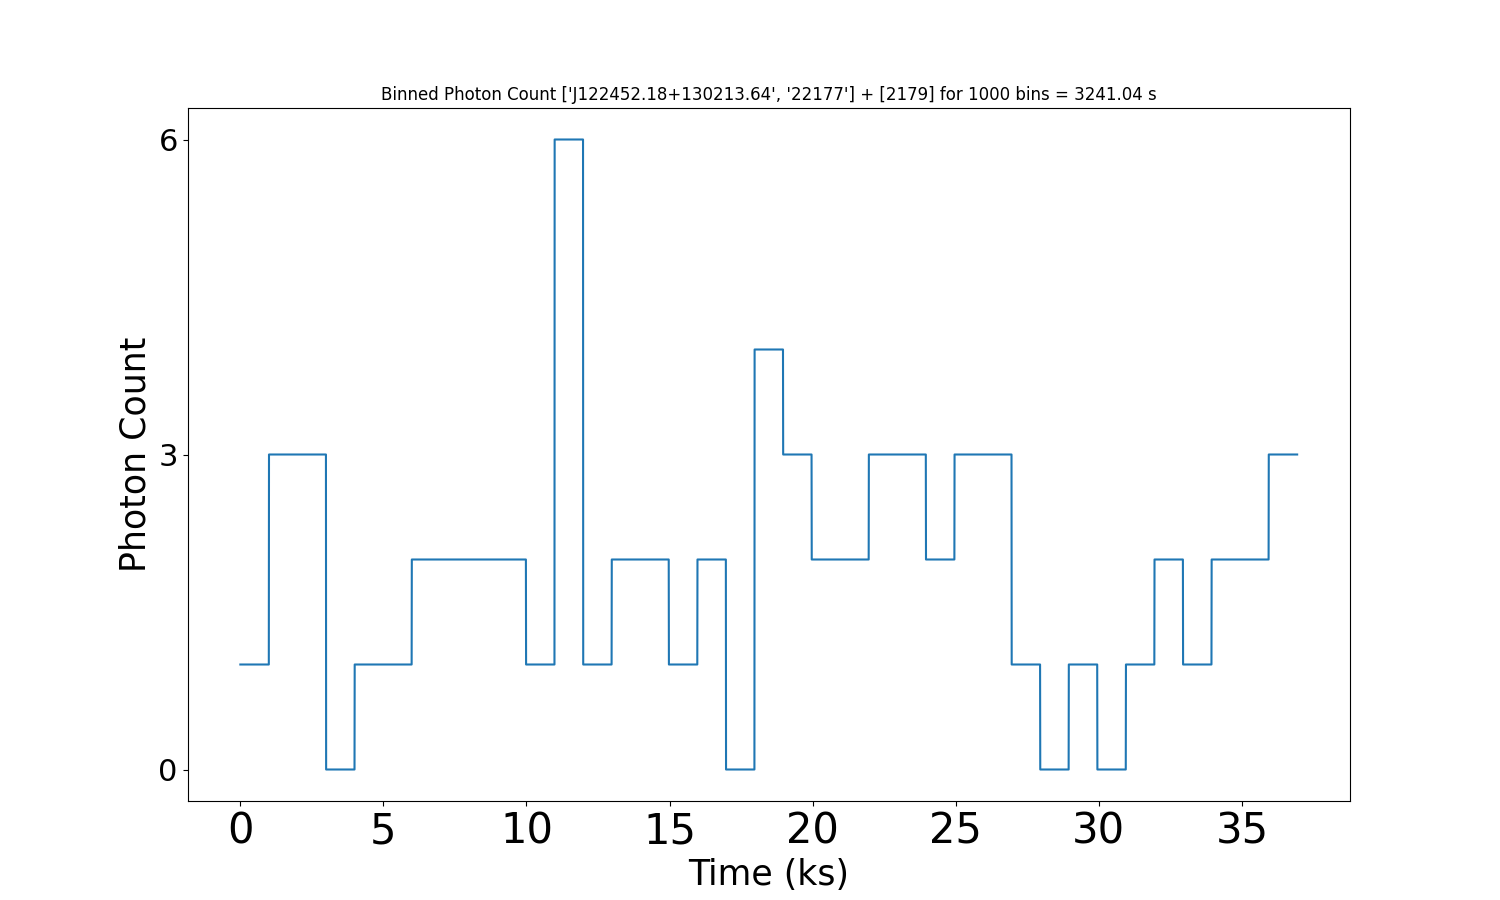 Binned Photon Count ['J122452.18+130213.64', '22177'] + [2179] for 1000 bins = 3241.04 s
6
3
0
Photon Count
0 5 10 15 20 25 30 35
Time (ks)